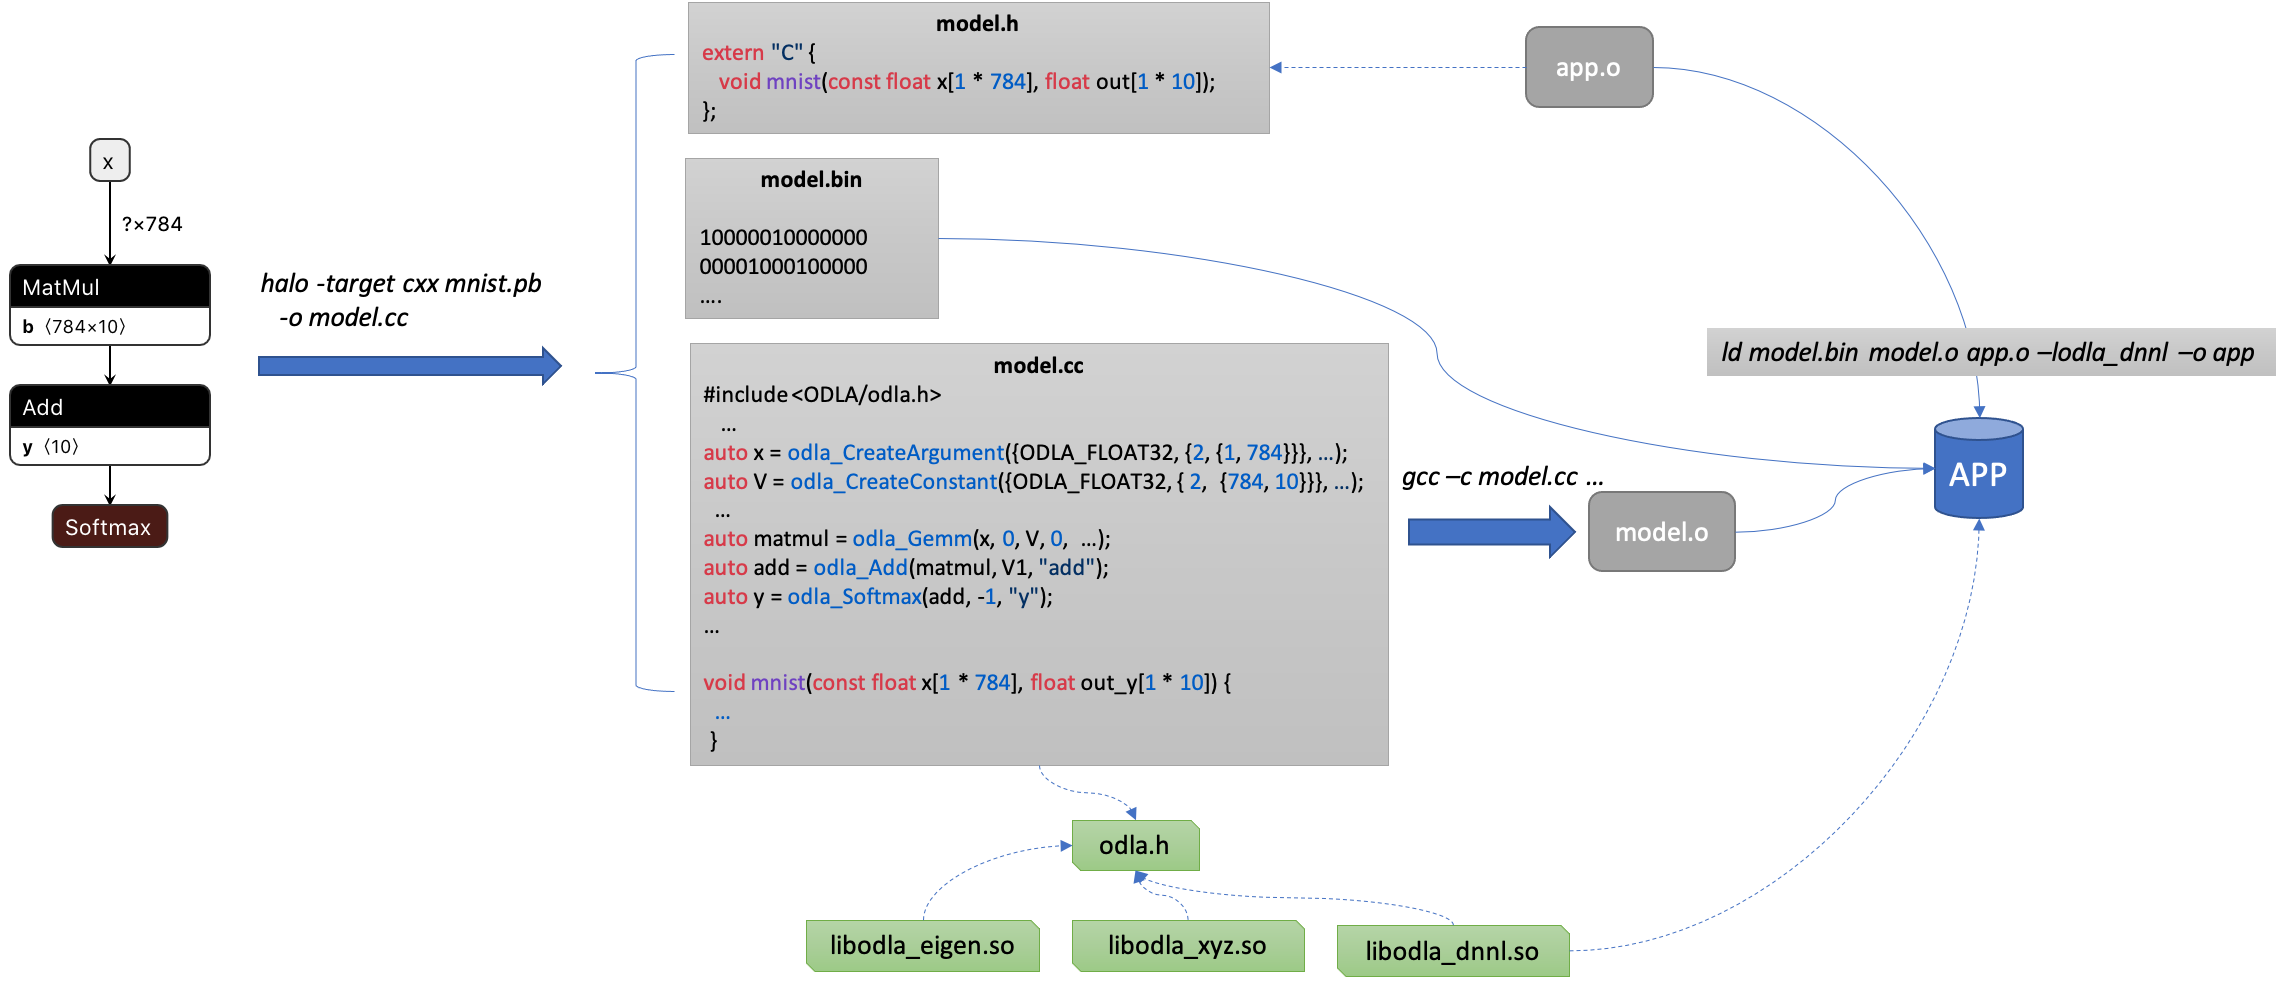 x
?×784
MatMul
b ⟨784×10⟩
Add
y ⟨10⟩
Softmax
halo -target cxx mnist.pb
-o model.cc
model.h
extern "C" {
void mnist(const float x[1 * 784], float out[1 * 10]);
};
model.bin
10000010000000
00001000100000
….
model.cc
#include <ODLA/odla.h>
…
auto x = odla_CreateArgument({ODLA_FLOAT32, {2, {1, 784}}}, …);
auto V = odla_CreateConstant({ODLA_FLOAT32, { 2, {784, 10}}}, …);
…
auto matmul = odla_Gemm(x, 0, V, 0, …);
auto add = odla_Add(matmul, V1, "add");
auto y = odla_Softmax(add, -1, "y");
…
void mnist(const float x[1 * 784], float out_y[1 * 10]) {
…
}
gcc –c model.cc …
app.o
model.o
ld model.bin model.o app.o –lodla_dnnl –o app
APP
odla.h
libodla_eigen.so
libodla_xyz.so
libodla_dnnl.so